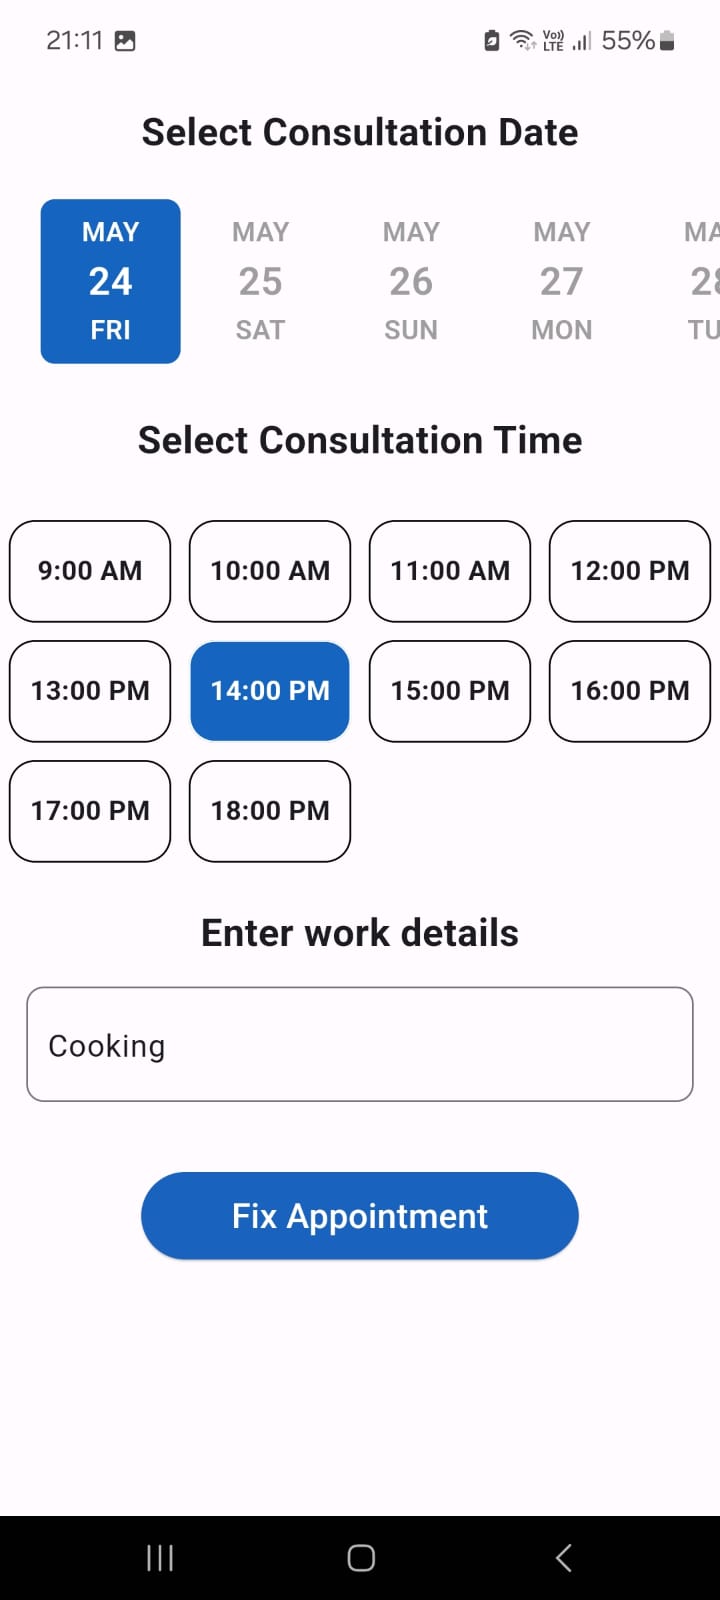 21:11 Vo)) LTE 55%
Select Consultation Date
MAY MAY MAY MAY MA
24 25 26 27 28
FRI SAT SUN MON TU
Select Consultation Time
9:00 AM 10:00 AM 11:00 AM 12:00 PM
13:00 PM 14:00 PM 15:00 PM 16:00 PM
17:00 PM 18:00 PM
Enter work details
Cooking
Fix Appointment